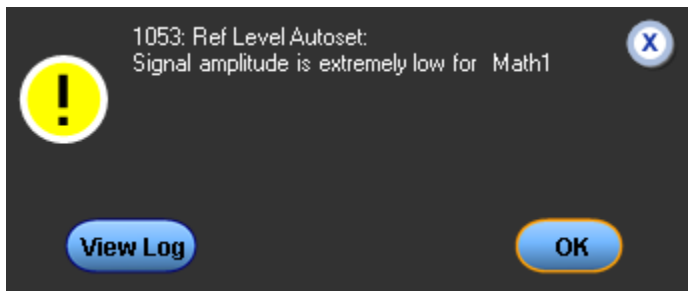 1053: Ref Level Autoset:
Signal amplitude is extremely low for Math1
X
!
View Log
OK